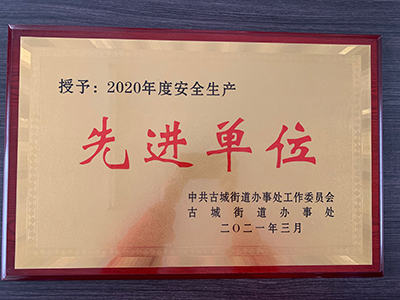 授予：2020年度安全生产
先进单位
中共古城街道办事处工作委员会
古城街道办事处
二〇二一年三月